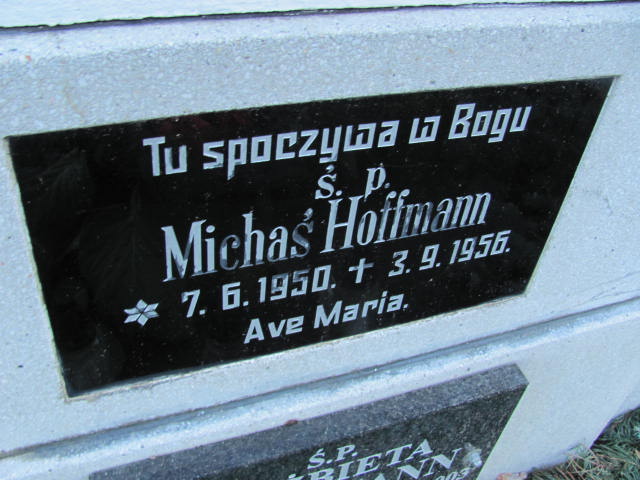 Tu spoczywa w Bogu
ś. p.
Michaś Hoffmann
7. 6. 1950. + 3. 9. 1956.
Ave Maria.
Ś.P.